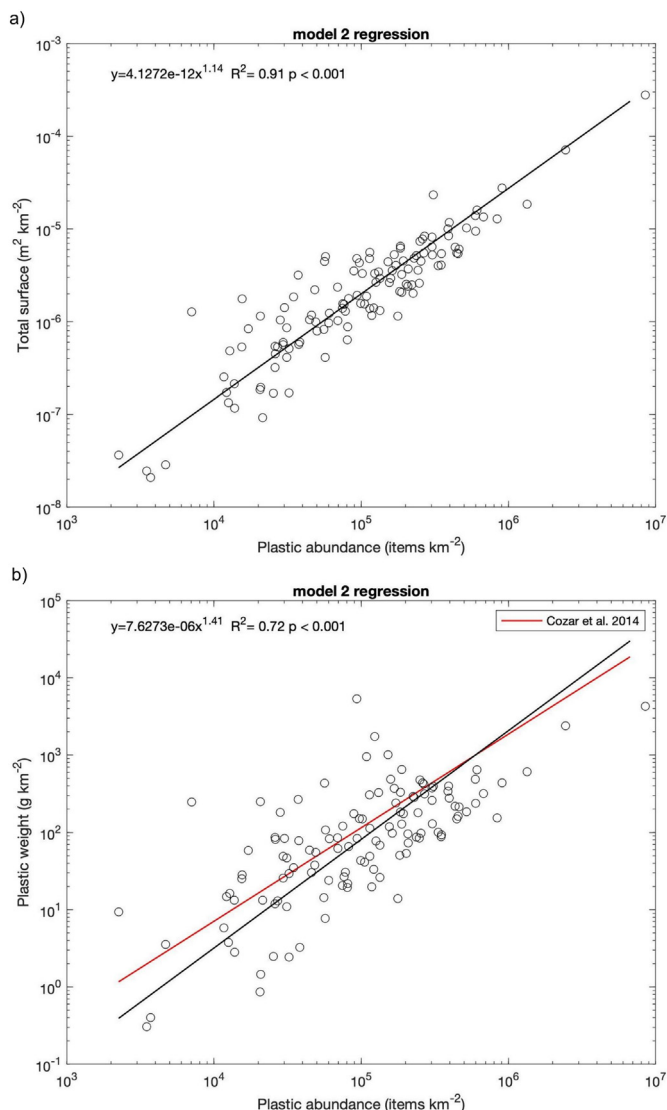 a)
model 2 regression
y=4.1272e-12x^1.14 R^2= 0.91 p < 0.001
10^-3
10^-4
10^-5
10^-6
10^-7
10^-8
Total surface (m^2 km^-2)
10^3 10^4 10^5 10^6 10^7
Plastic abundance (items km^-2)
b)
model 2 regression
y=7.6273e-06x^1.41 R^2= 0.72 p < 0.001
Cozar et al. 2014
10^5
10^4
10^3
10^2
10^1
10^0
10^-1
Plastic weight (g km^-2)
10^3 10^4 10^5 10^6 10^7
Plastic abundance (items km^-2)